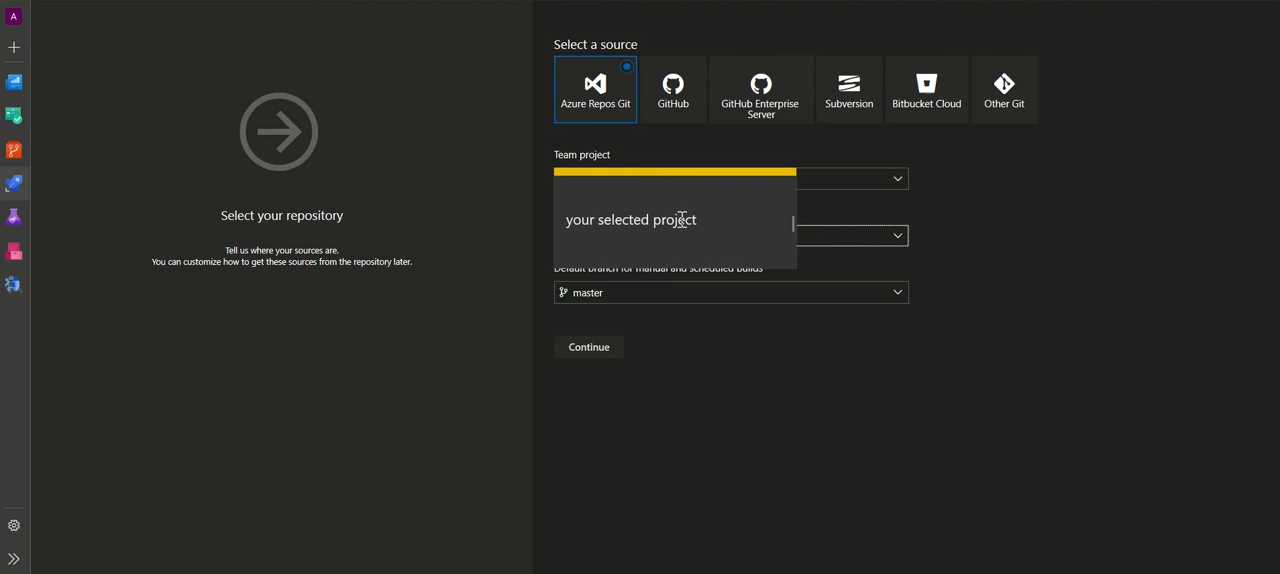 A
Select a source
Azure Repos Git
GitHub
GitHub Enterprise
Server
Subversion
Bitbucket Cloud
Other Git
Team project
your selected project
Default branch for manual and scheduled builds
master
Continue
Select your repository
Tell us where your sources are.
You can customize how to get these sources from the repository later.